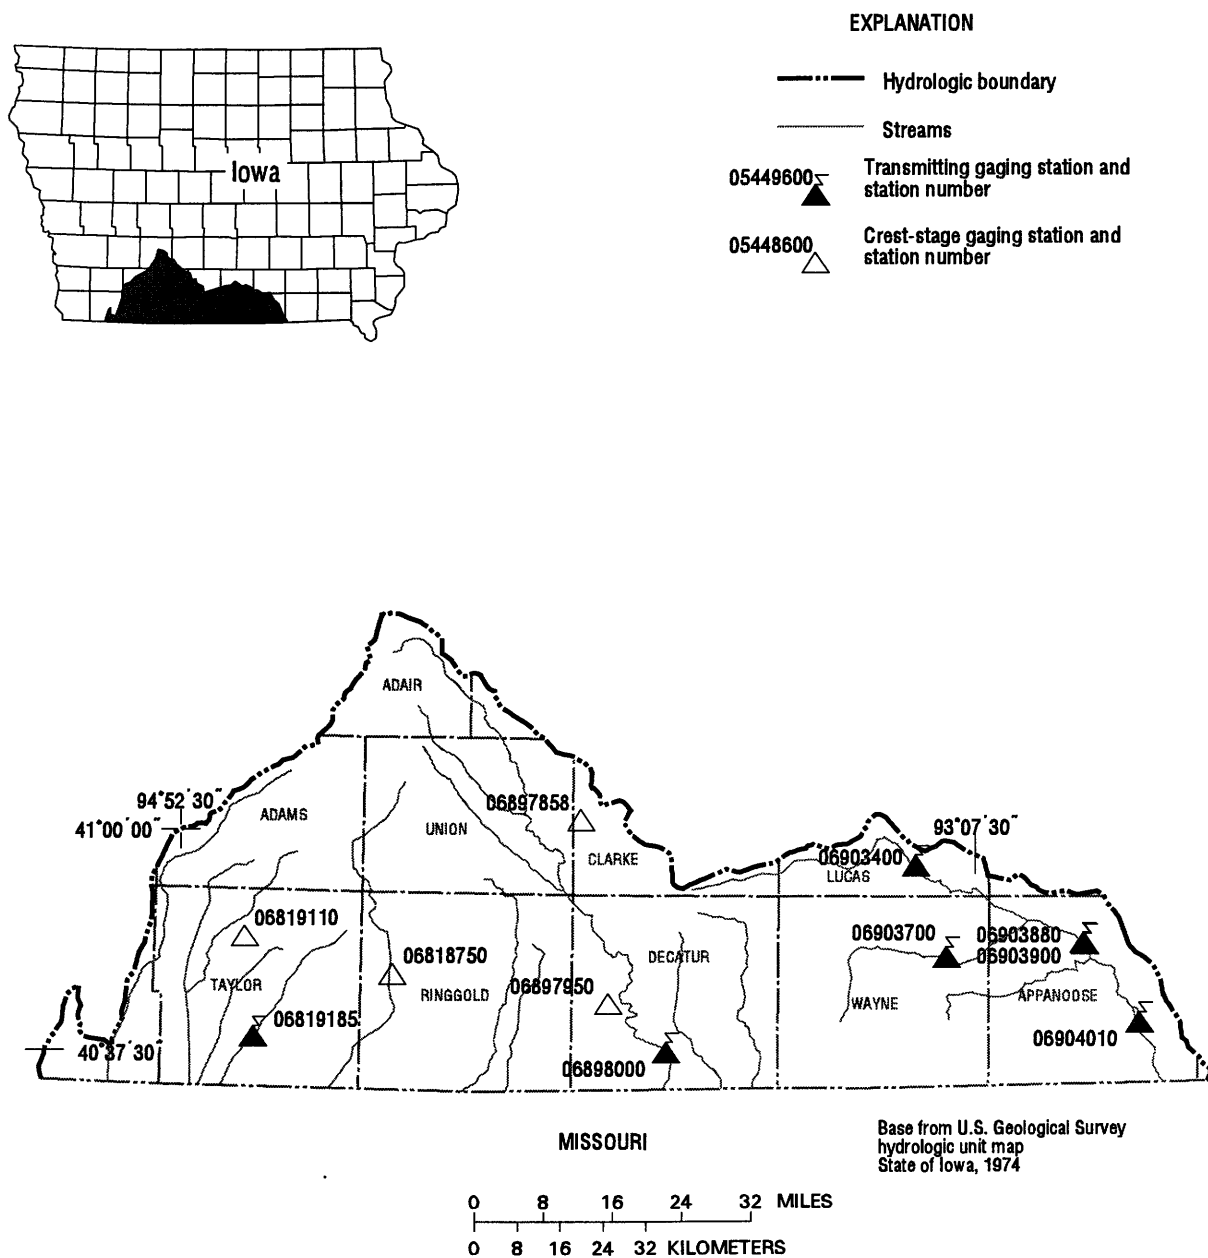 EXPLANATION
Hydrologic boundary
Streams
05449600
Transmitting gaging station and
station number
05448600
Crest-stage gaging station and
station number
Iowa
ADAIR
94°52´30˝
41°00´00˝
ADAMS
UNION
06897858
CLARKE
93°07´30˝
06903400
LUCAS
06819110
06818750
TAYLOR
RINGGOLD
06897950
DECATUR
06903700
06903880
06903900
WAYNE
APPANOOSE
06819185
40°37´30˝
06898000
06904010
MISSOURI
Base from U.S. Geological Survey
hydrologic unit map
State of Iowa, 1974
0 8 16 24 32 MILES
0 8 16 24 32 KILOMETERS